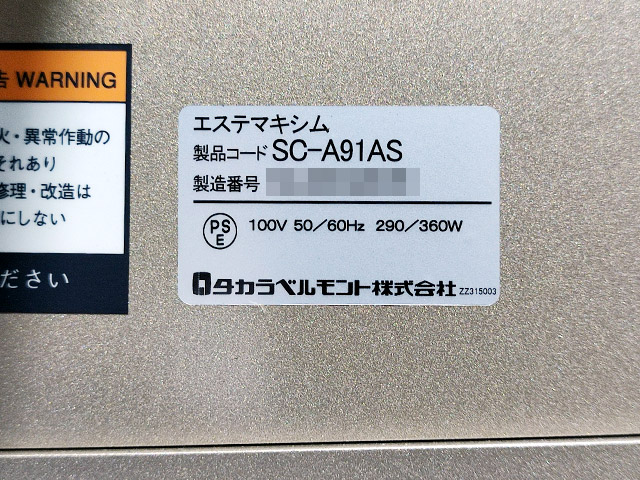 告 WARNING
火・異常作動の
それあり
修理・改造は
にしない
ださい
エステマキシム
製品コード SC-A91AS
製造番号
PS
E
100V 50/60Hz 290/360W
タカラベルモント株式会社 ZZ315003